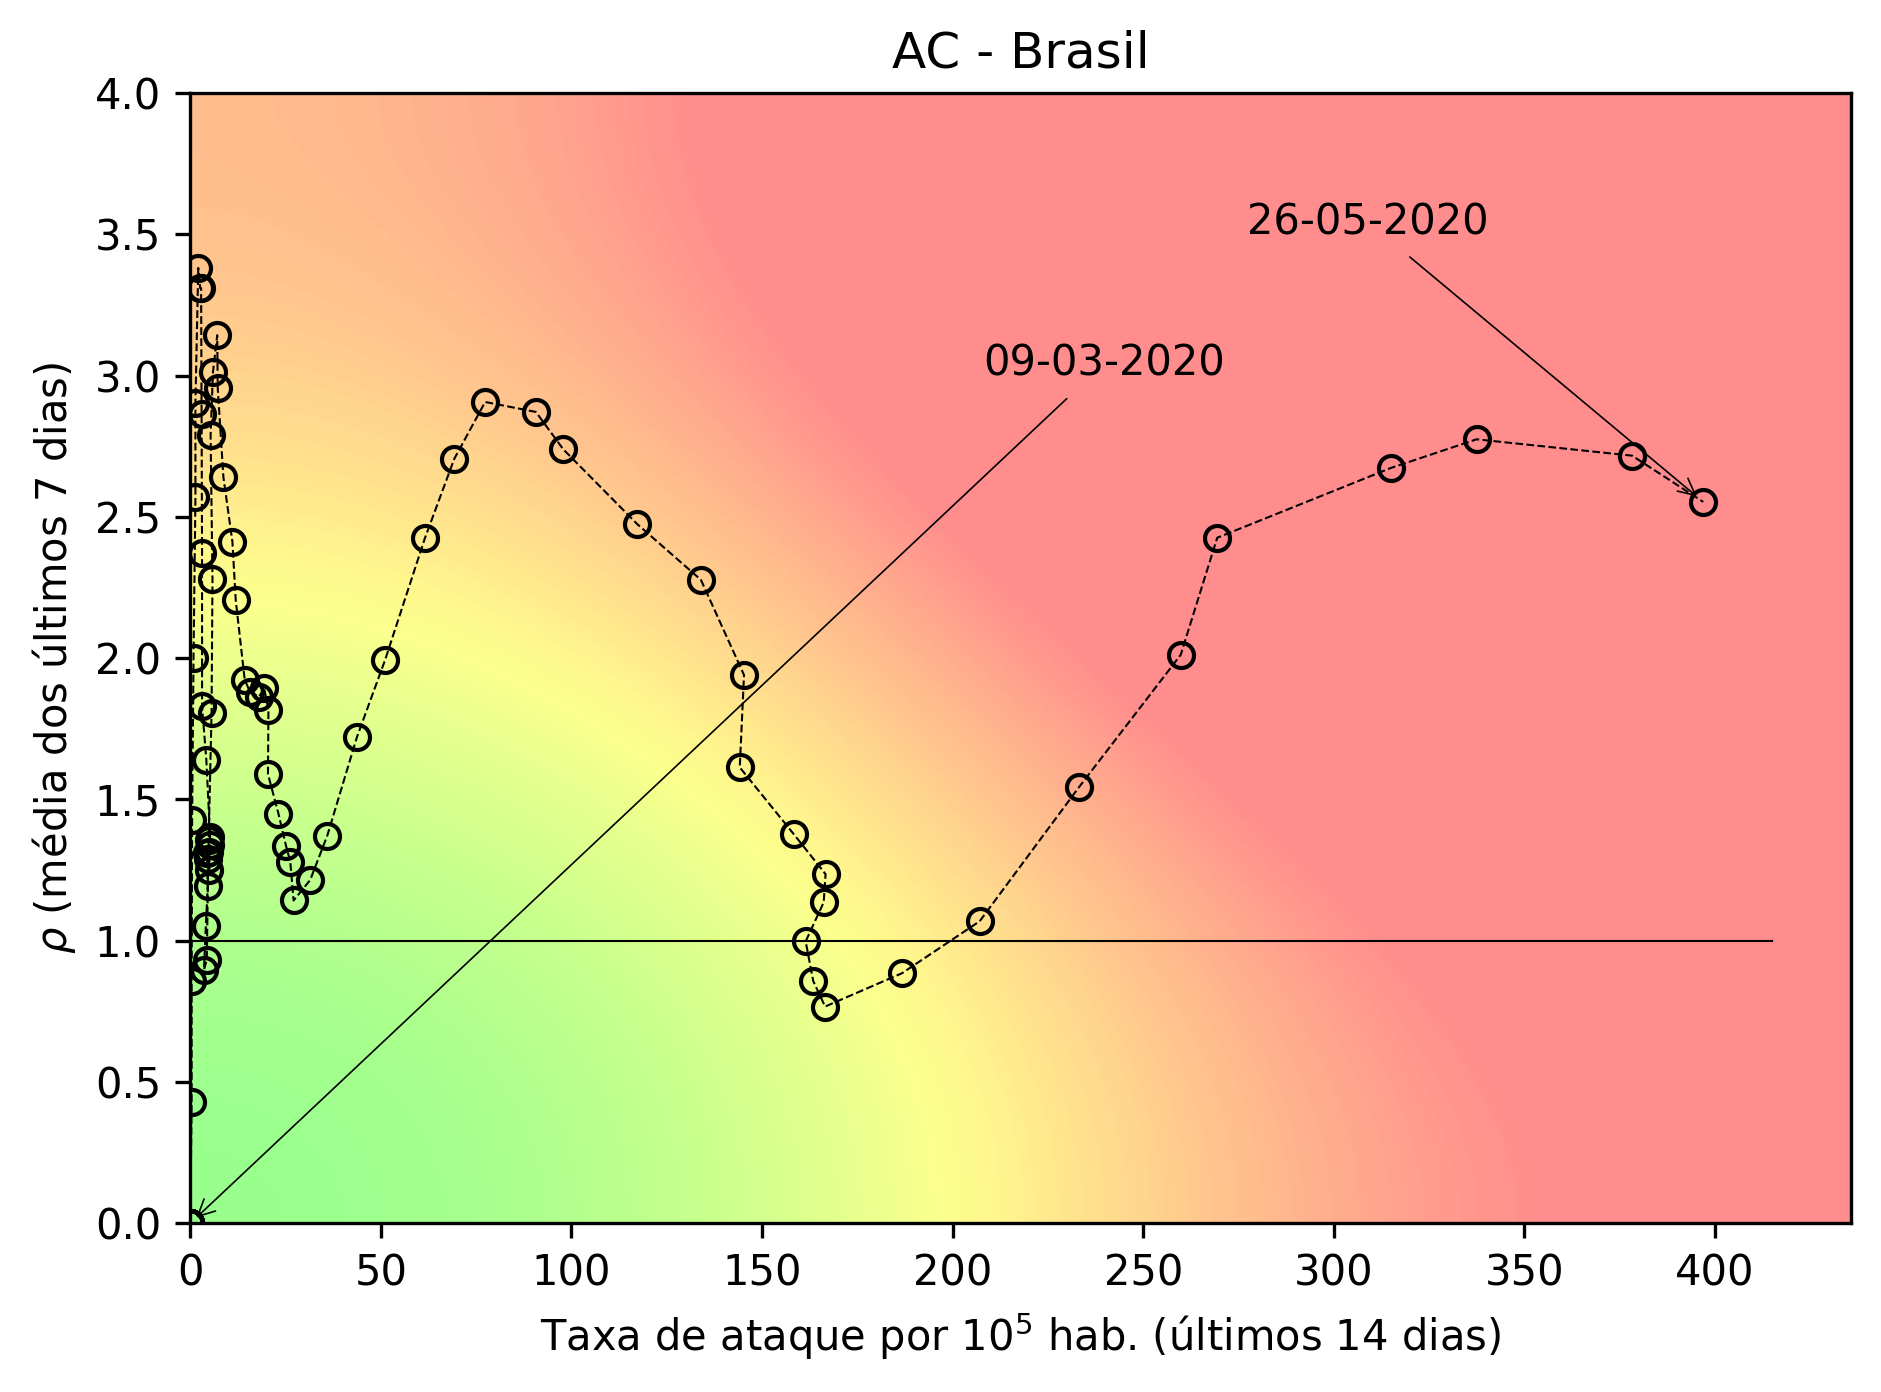 AC - Brasil
4.0
3.5
3.0
2.5
2.0
1.5
1.0
0.5
0.0
ρ (média dos últimos 7 dias)
26-05-2020
09-03-2020
0 50 100 150 200 250 300 350 400
Taxa de ataque por 10⁵ hab. (últimos 14 dias)